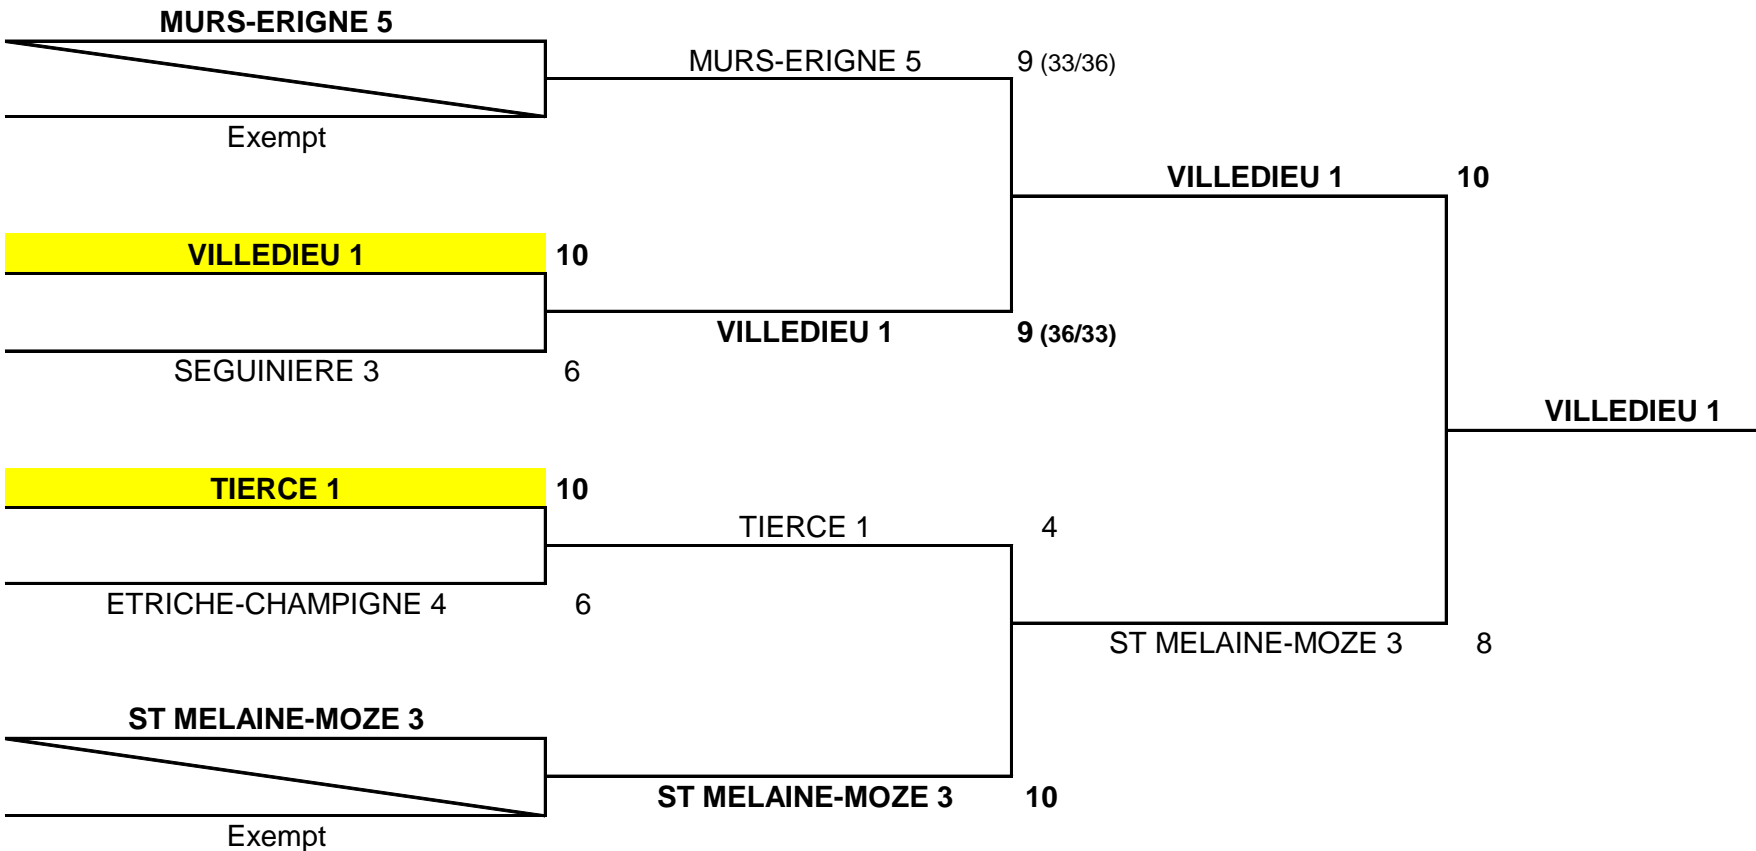 MURS-ERIGNE 5
MURS-ERIGNE 5 9 (33/36)
Exempt
VILLEDIEU 1 10
VILLEDIEU 1 10
VILLEDIEU 1 9 (36/33)
SEGUINIERE 3 6
VILLEDIEU 1
TIERCE 1 10
TIERCE 1 4
ETRICHE-CHAMPIGNE 4 6
ST MELAINE-MOZE 3 8
ST MELAINE-MOZE 3
ST MELAINE-MOZE 3 10
Exempt